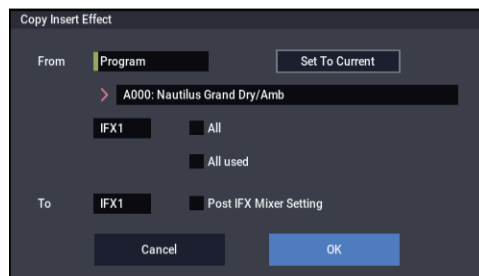 Copy Insert Effect
From Program Set To Current
A000: Nautilus Grand Dry/Amb
IFX1 All
All used
To IFX1 Post IFX Mixer Setting
Cancel OK